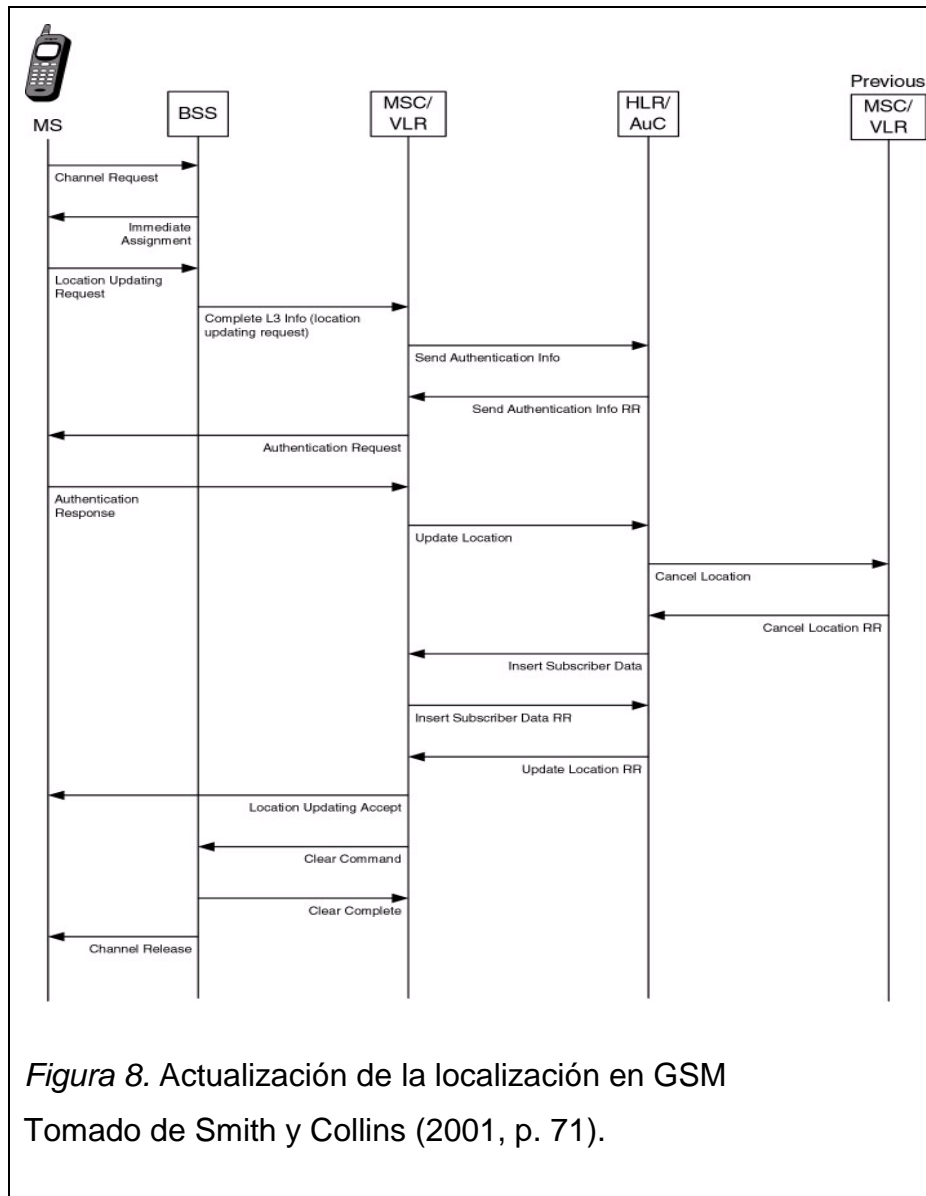 Previous
MS
BSS
MSC/
VLR
HLR/
AuC
MSC/
VLR
Channel Request
Immediate
Assignment
Location Updating
Request
Complete L3 Info (location
updating request)
Send Authentication Info
Send Authentication Info RR
Authentication Request
Authentication
Response
Update Location
Cancel Location
Cancel Location RR
Insert Subscriber Data
Insert Subscriber Data RR
Update Location RR
Location Updating Accept
Clear Command
Clear Complete
Channel Release
Figura 8. Actualización de la localización en GSM
Tomado de Smith y Collins (2001, p. 71).